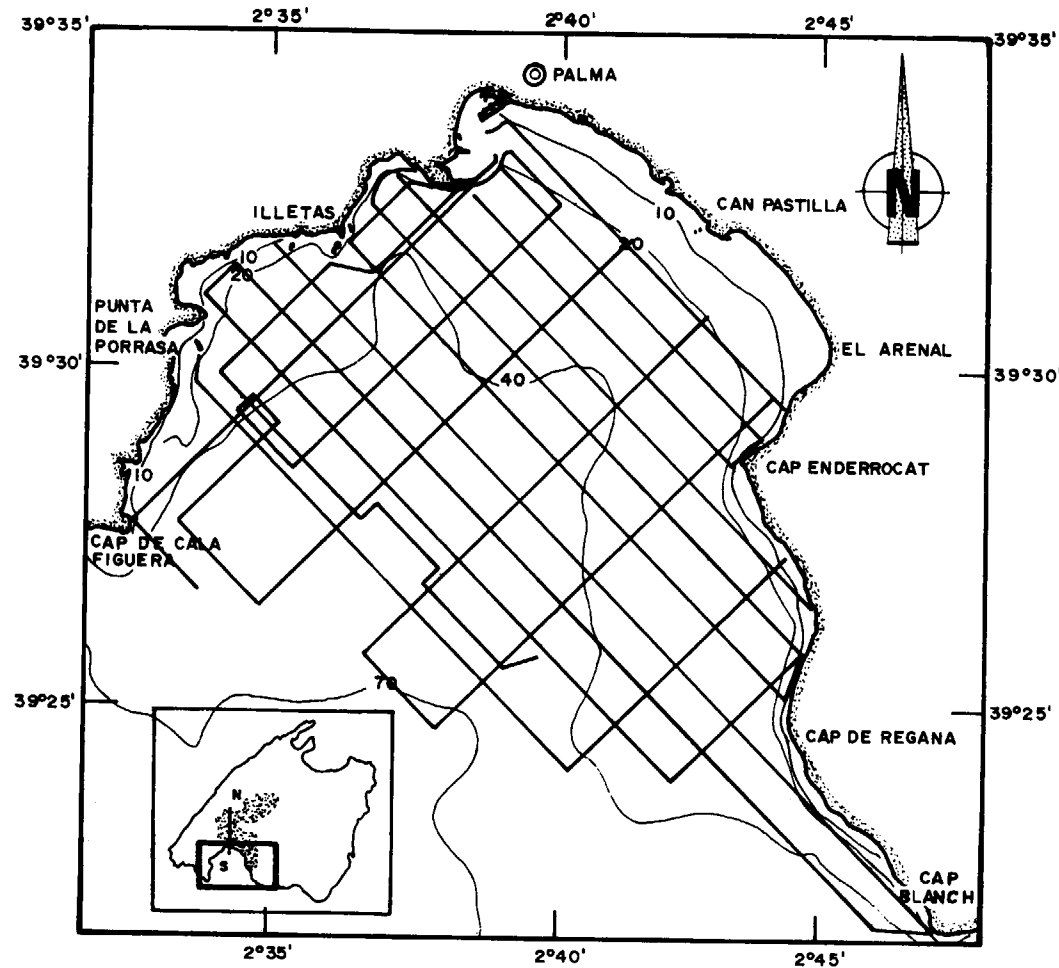 39°35'
2°35'
2°40'
2°45'
39°35'
PALMA
N
10
CAN PASTILLA
ILLETAS
20
10
20
PUNTA
DE LA
PORRASA
EL ARENAL
39°30'
39°30'
40
CAP ENDERROCAT
10
CAP DE CALA
FIGUERA
70
39°25'
39°25'
CAP DE REGANA
N
S
CAP
BLANCH
2°35'
2°40'
2°45'